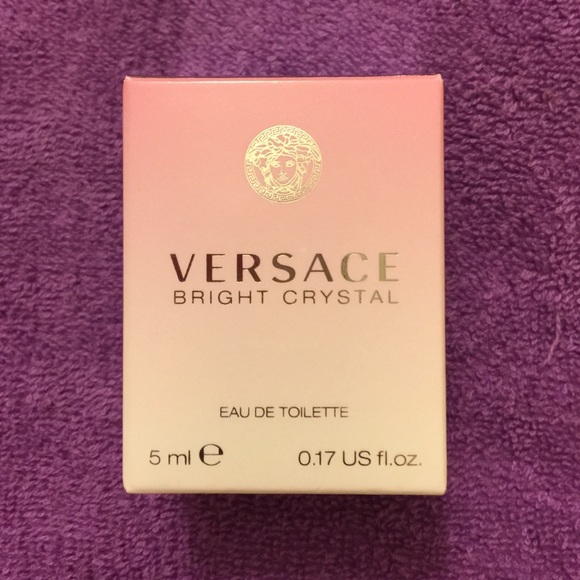 VERSACE
BRIGHT CRYSTAL
EAU DE TOILETTE
5 ml ℮ 0.17 US fl.oz.